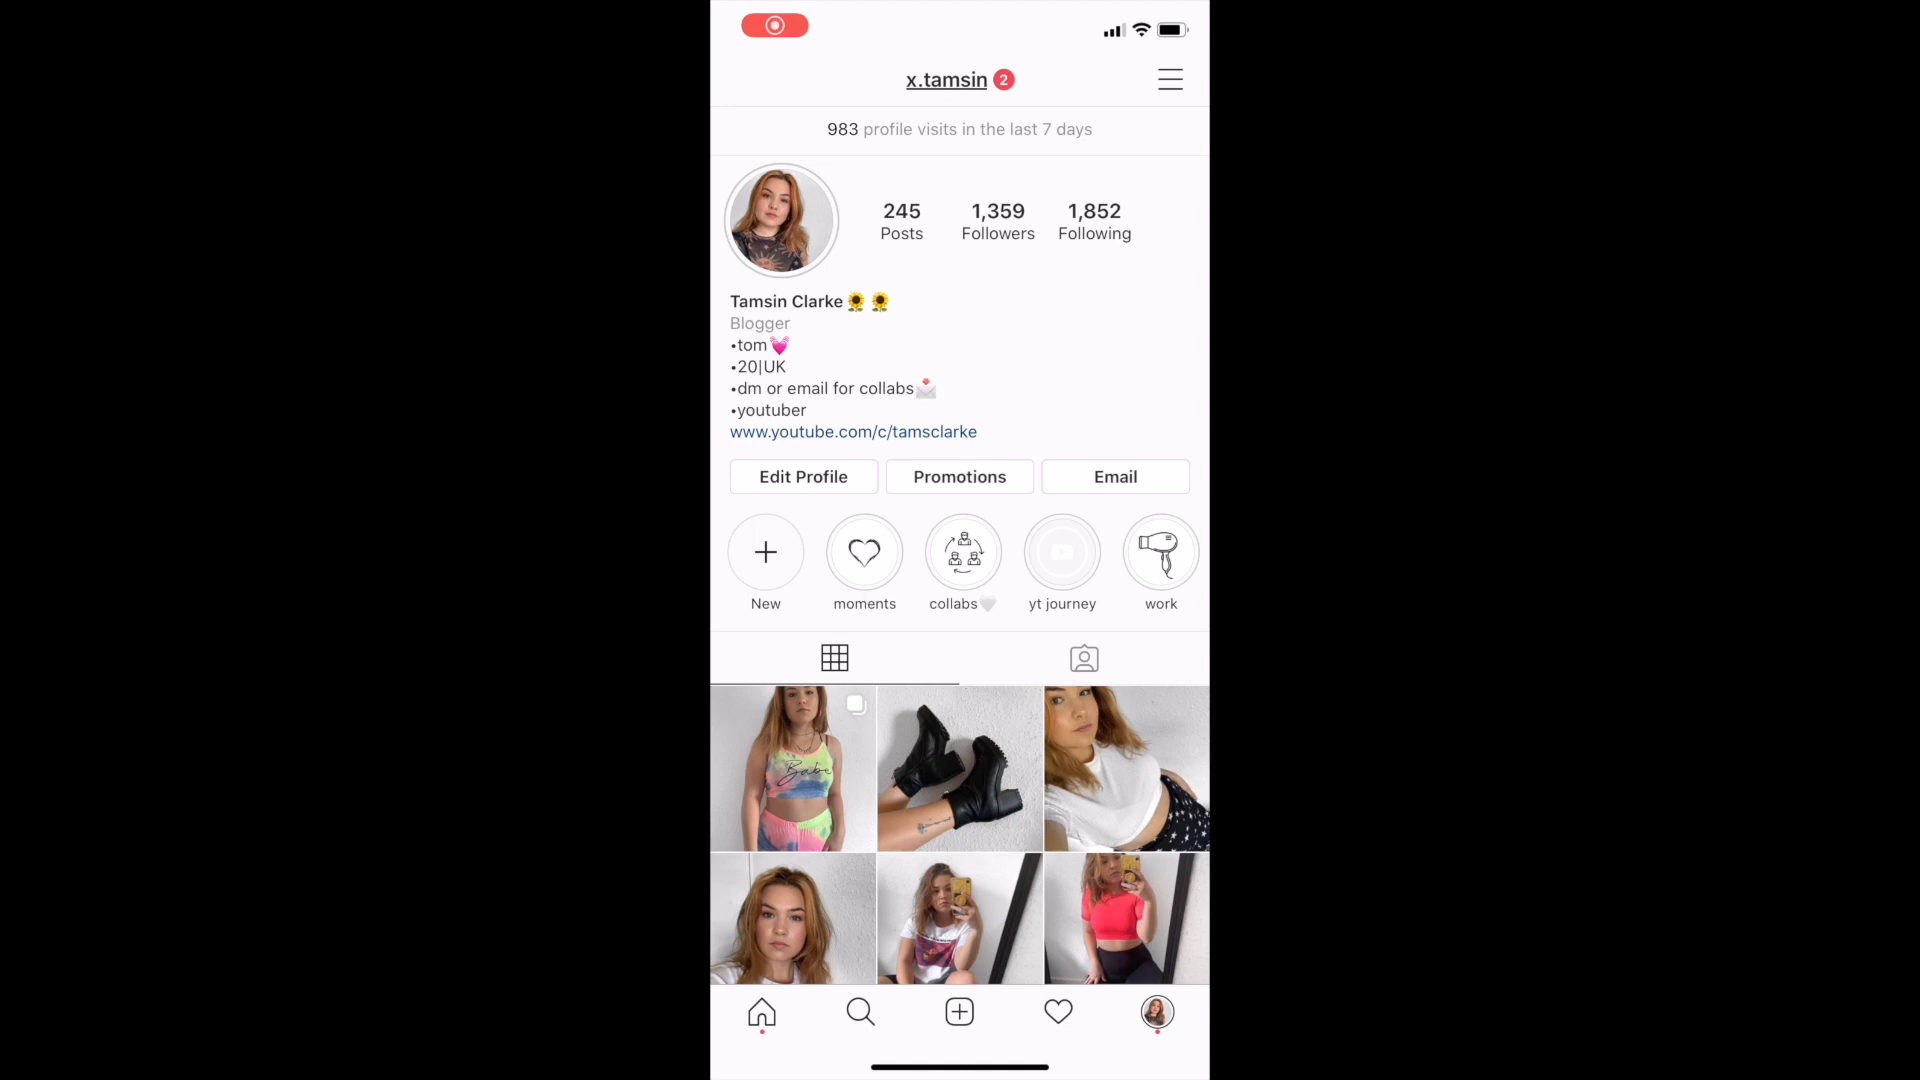 x.tamsin 2
983 profile visits in the last 7 days
245 1,359 1,852
Posts Followers Following
Tamsin Clarke🌻🌻
Blogger
•tom💓
•20|UK
•dm or email for collabs📩
•youtuber
www.youtube.com/c/tamsclarke
Edit Profile Promotions Email
New moments collabs🤍 yt journey work
Babe